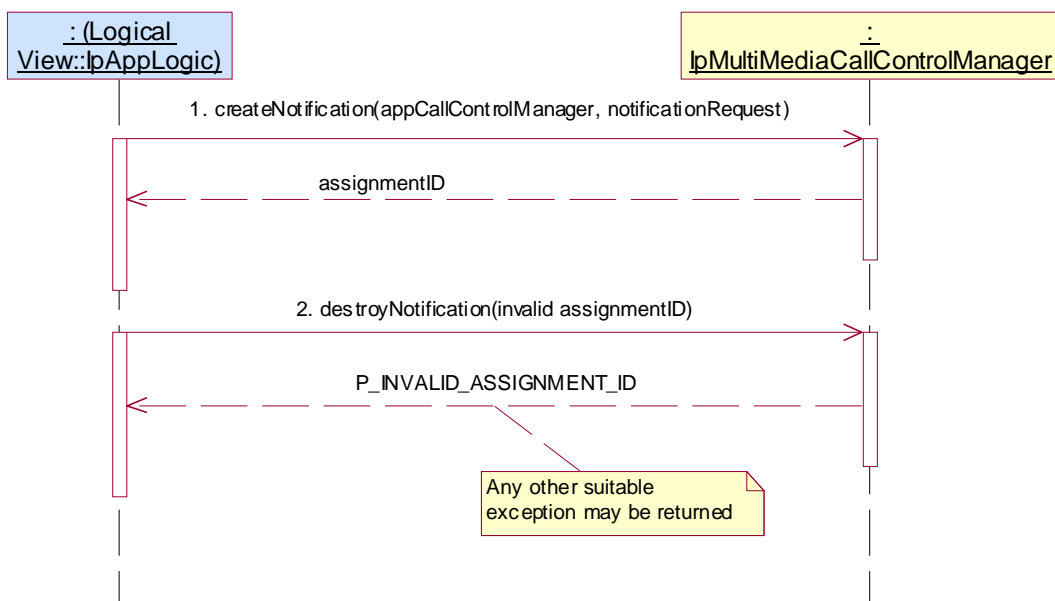 : (Logical
View::IpAppLogic)
:
IpMultiMediaCallControlManager
1. createNotification(appCallControlManager, notificationRequest)
assignmentID
2. destroyNotification(invalid assignmentID)
P_INVALID_ASSIGNMENT_ID
Any other suitable
exception may be returned